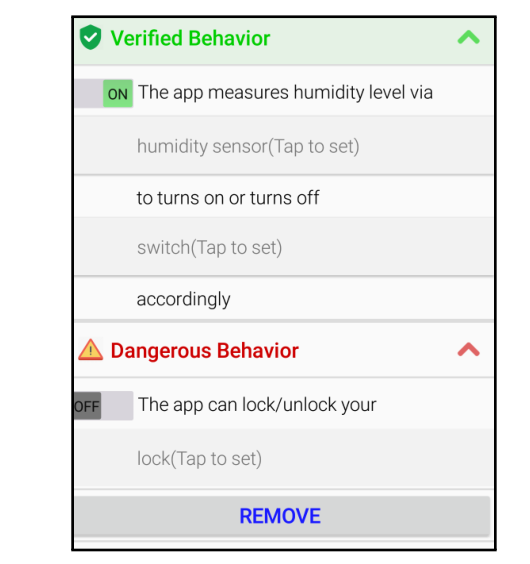 Verified Behavior
ON The app measures humidity level via
humidity sensor(Tap to set)
to turns on or turns off
switch(Tap to set)
accordingly
Dangerous Behavior
OFF The app can lock/unlock your
lock(Tap to set)
REMOVE